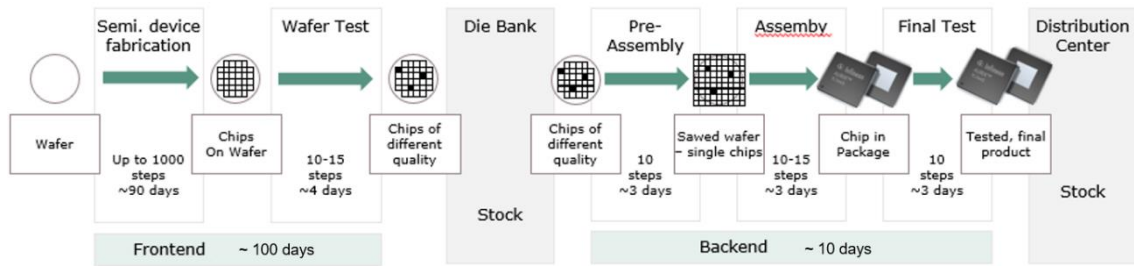 Semi. device
fabrication
Wafer Test
Die Bank
Pre-
Assembly
Assemby
Final Test
Distribution
Center
Wafer
Chips
On Wafer
Chips of
different
quality
Chips of
different
quality
Sawed wafer
– single chips
Chip in
Package
Tested, final
product
Up to 1000
steps
~90 days
10-15
steps
~4 days
Stock
10
steps
~3 days
10-15
steps
~3 days
10
steps
~3 days
Stock
Frontend ~ 100 days
Backend ~ 10 days